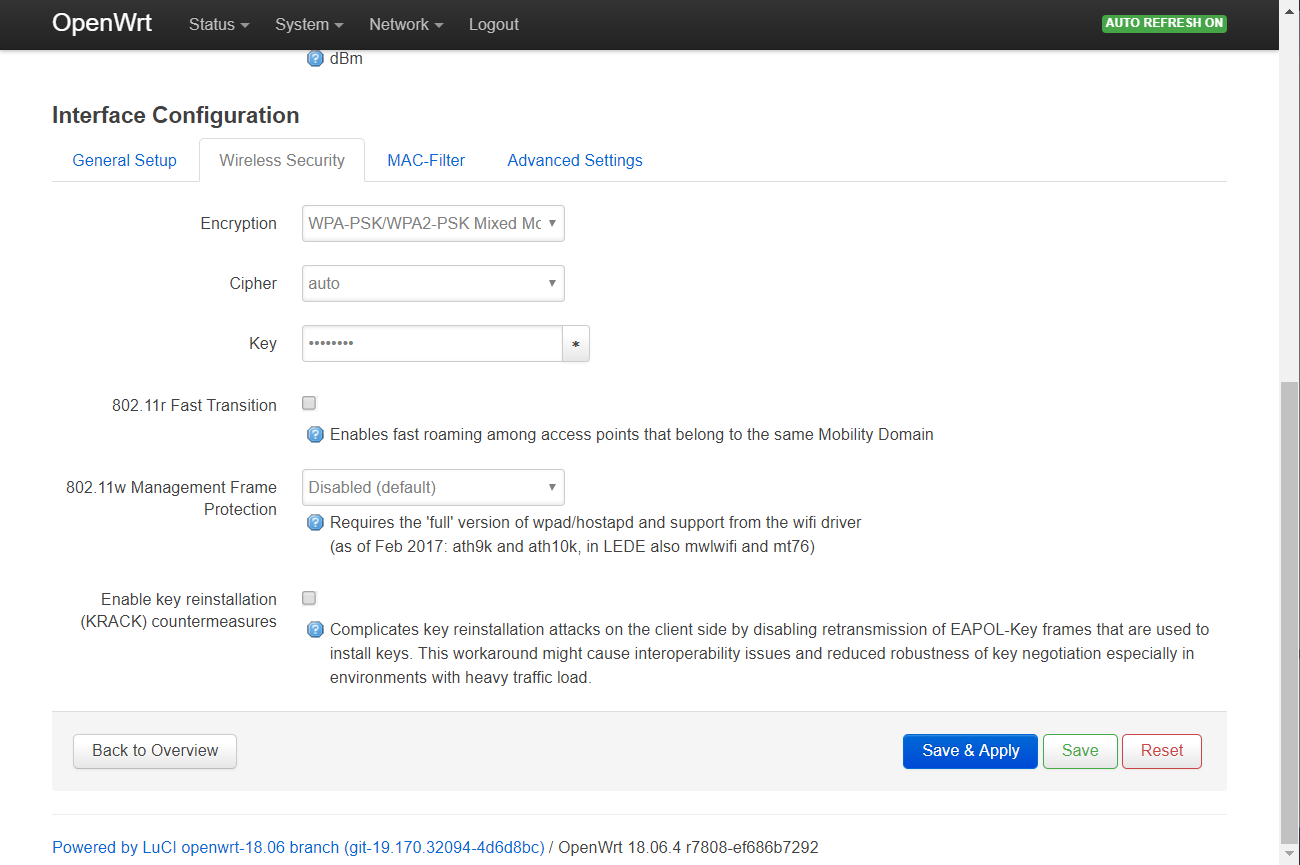 OpenWrt Status System Network Logout AUTO REFRESH ON
dBm
Interface Configuration
General Setup Wireless Security MAC-Filter Advanced Settings
Encryption WPA-PSK/WPA2-PSK Mixed Mo
Cipher auto
Key ••••••••
*
802.11r Fast Transition
Enables fast roaming among access points that belong to the same Mobility Domain
802.11w Management Frame
Protection
Disabled (default)
Requires the 'full' version of wpad/hostapd and support from the wifi driver
(as of Feb 2017: ath9k and ath10k, in LEDE also mwlwifi and mt76)
Enable key reinstallation
(KRACK) countermeasures
Complicates key reinstallation attacks on the client side by disabling retransmission of EAPOL-Key frames that are used to
install keys. This workaround might cause interoperability issues and reduced robustness of key negotiation especially in
environments with heavy traffic load.
Back to Overview Save & Apply Save Reset
Powered by LuCI openwrt-18.06 branch (git-19.170.32094-4d6d8bc) / OpenWrt 18.06.4 r7808-ef686b7292